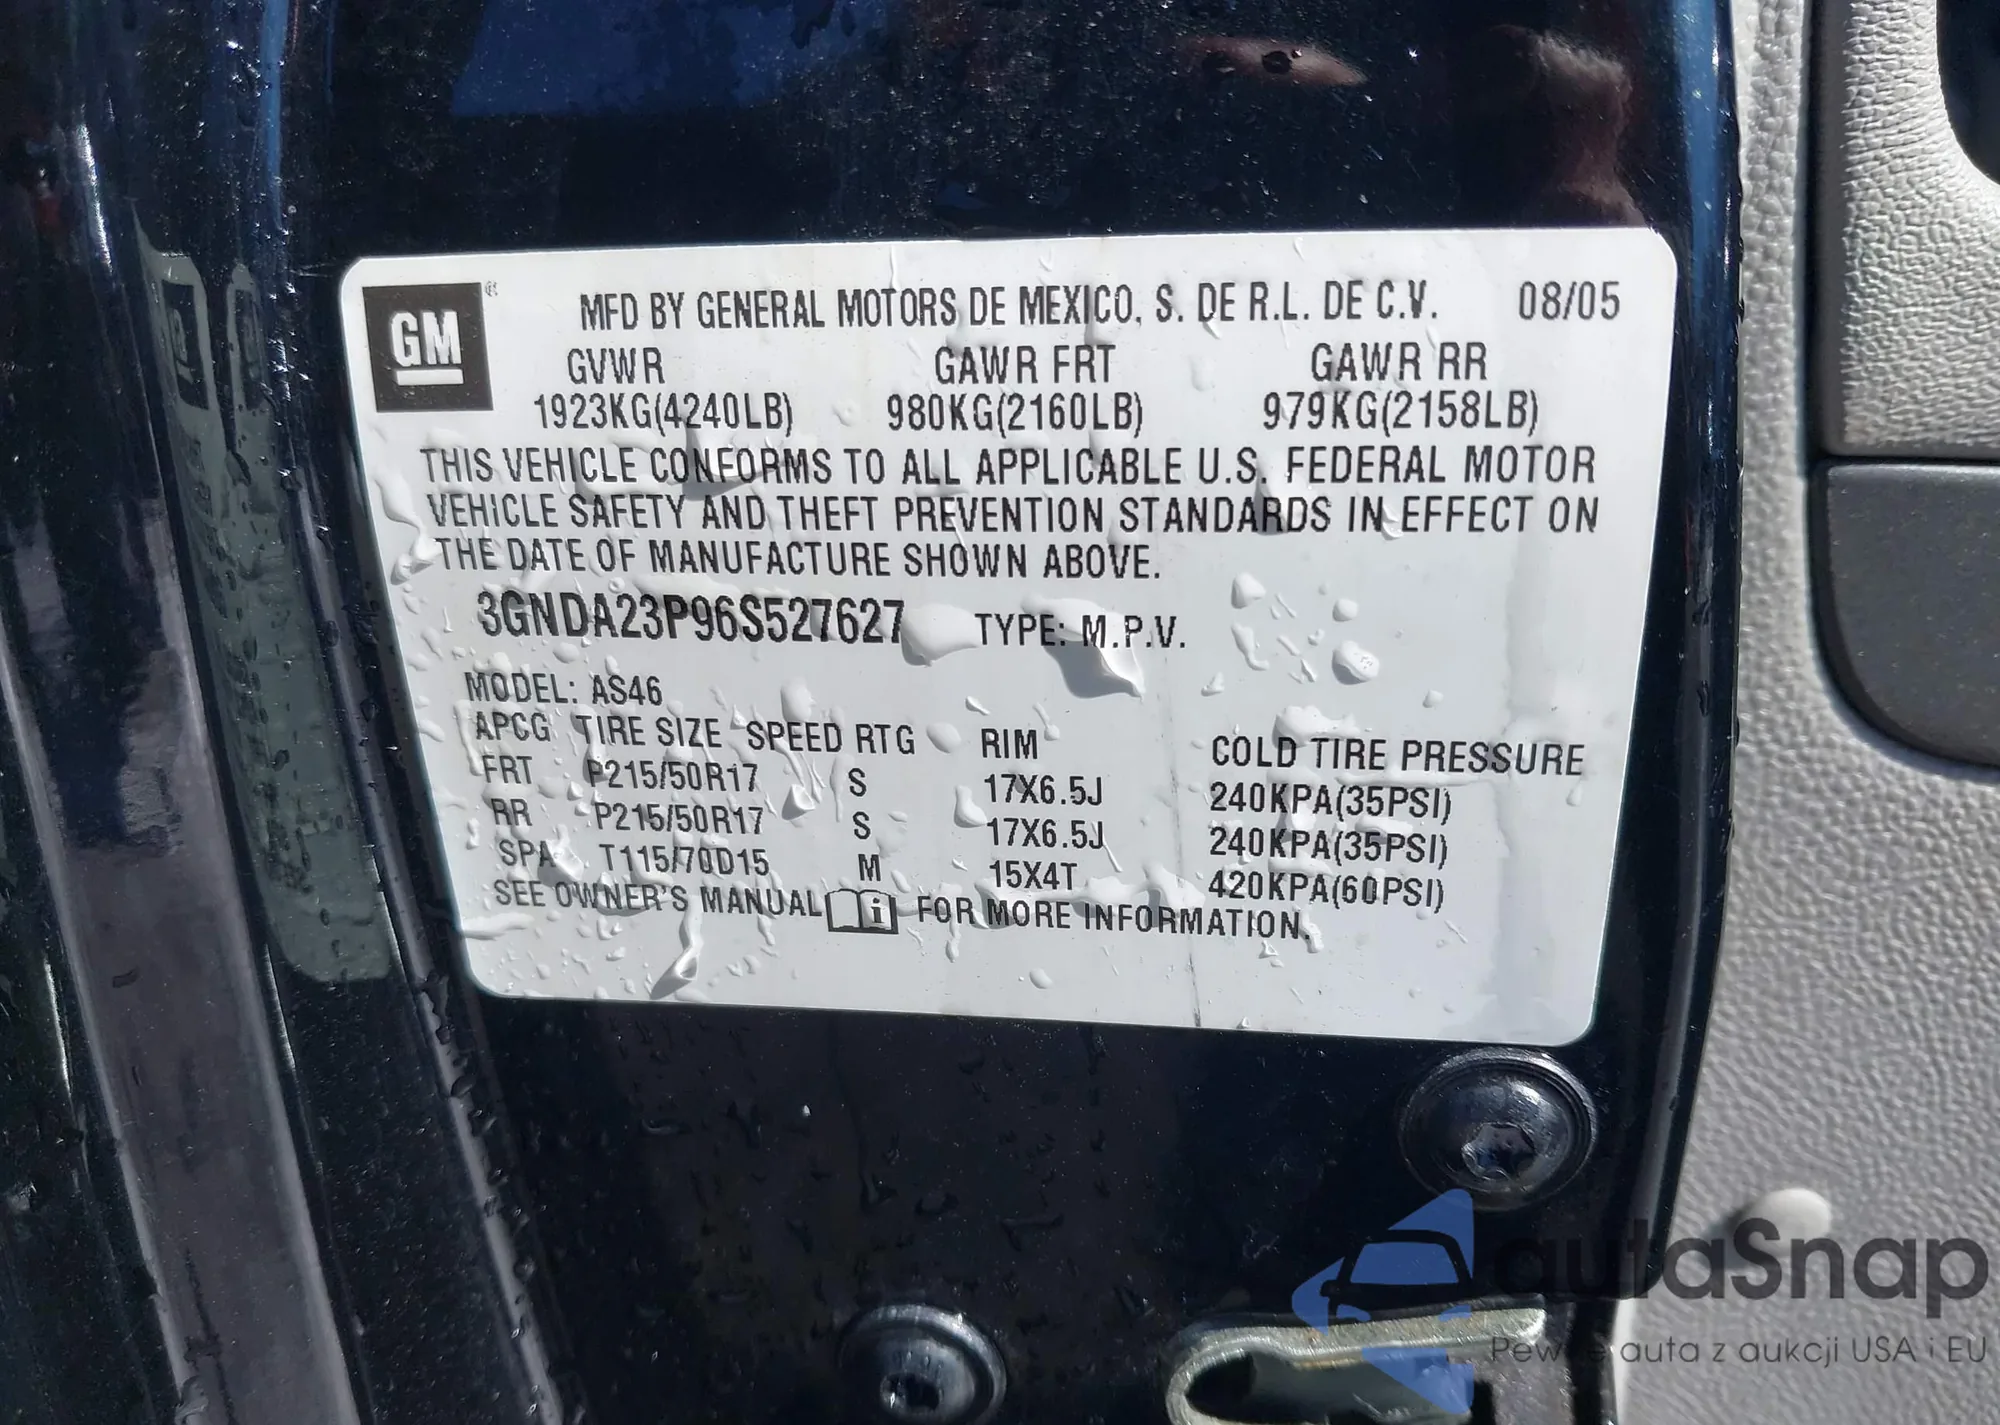 GM ® MFD BY GENERAL MOTORS DE MEXICO, S. DE R.L. DE C.V. 08/05
GVWR GAWR FRT GAWR RR
1923KG(4240LB) 980KG(2160LB) 979KG(2158LB)
THIS VEHICLE CONFORMS TO ALL APPLICABLE U.S. FEDERAL MOTOR
VEHICLE SAFETY AND THEFT PREVENTION STANDARDS IN EFFECT ON
THE DATE OF MANUFACTURE SHOWN ABOVE.
3GNDA23P96S527627 TYPE: M.P.V.
MODEL: AS46
APCG TIRE SIZE SPEED RTG RIM COLD TIRE PRESSURE
FRT P215/50R17 S 17X6.5J 240KPA(35PSI)
RR P215/50R17 S 17X6.5J 240KPA(35PSI)
SPA T115/70D15 M 15X4T 420KPA(60PSI)
SEE OWNER'S MANUAL i FOR MORE INFORMATION.
autaSnap
Pewne auta z aukcji USA i EU